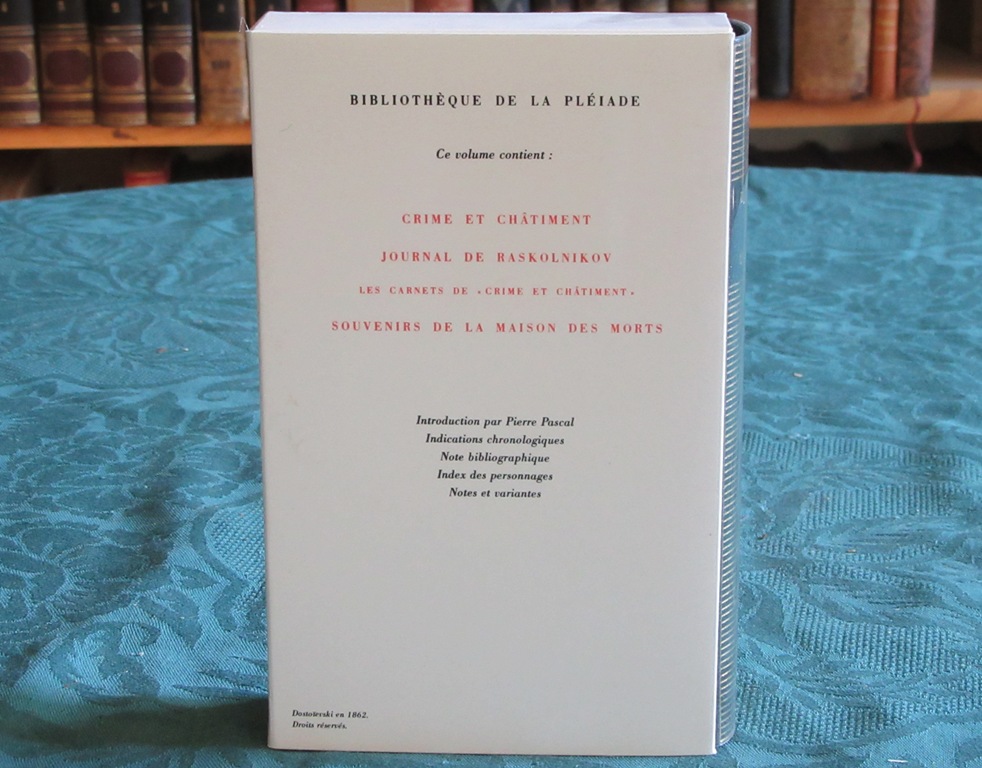 BIBLIOTHÈQUE DE LA PLÉIADE
Ce volume contient :
CRIME ET CHÂTIMENT
JOURNAL DE RASKOLNIKOV
LES CARNETS DE « CRIME ET CHÂTIMENT »
SOUVENIRS DE LA MAISON DES MORTS
Introduction par Pierre Pascal
Indications chronologiques
Note bibliographique
Index des personnages
Notes et variantes
Dostoïevski en 1862.
Droits réservés.